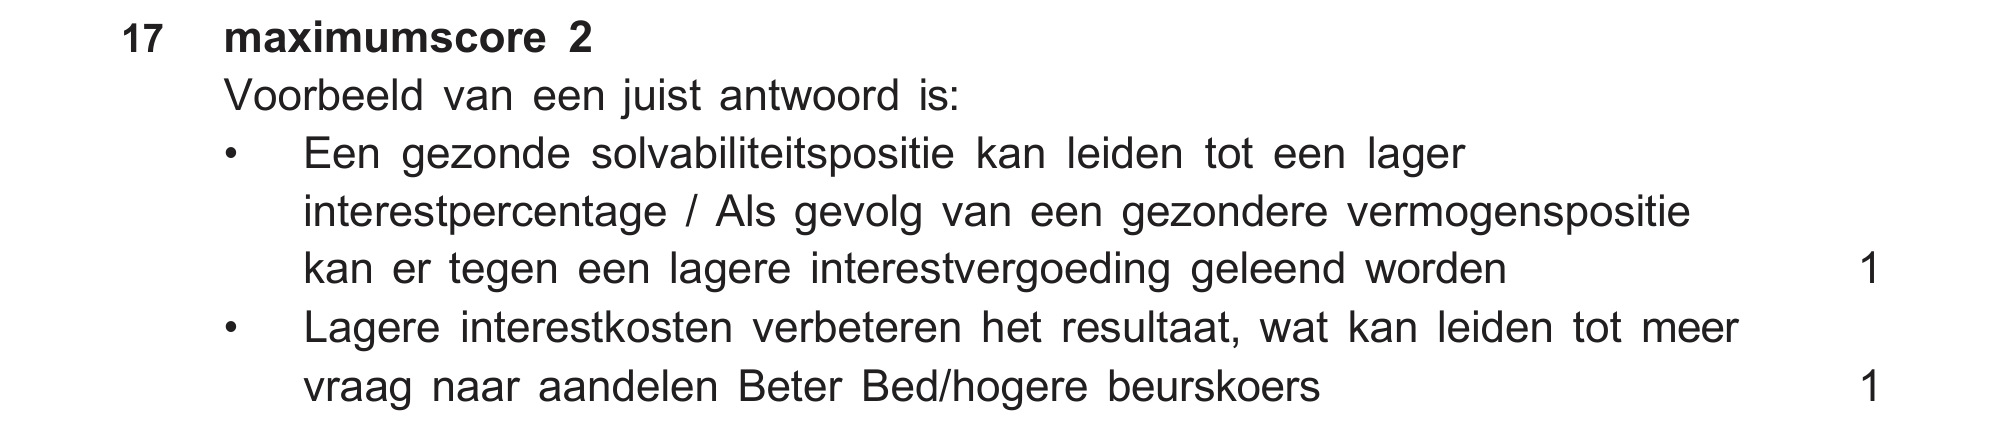 17 maximumscore 2
Voorbeeld van een juist antwoord is:
• Een gezonde solvabiliteitspositie kan leiden tot een lager
interestpercentage / Als gevolg van een gezondere vermogenspositie
kan er tegen een lagere interestvergoeding geleend worden 1
• Lagere interestkosten verbeteren het resultaat, wat kan leiden tot meer
vraag naar aandelen Beter Bed/hogere beurskoers 1